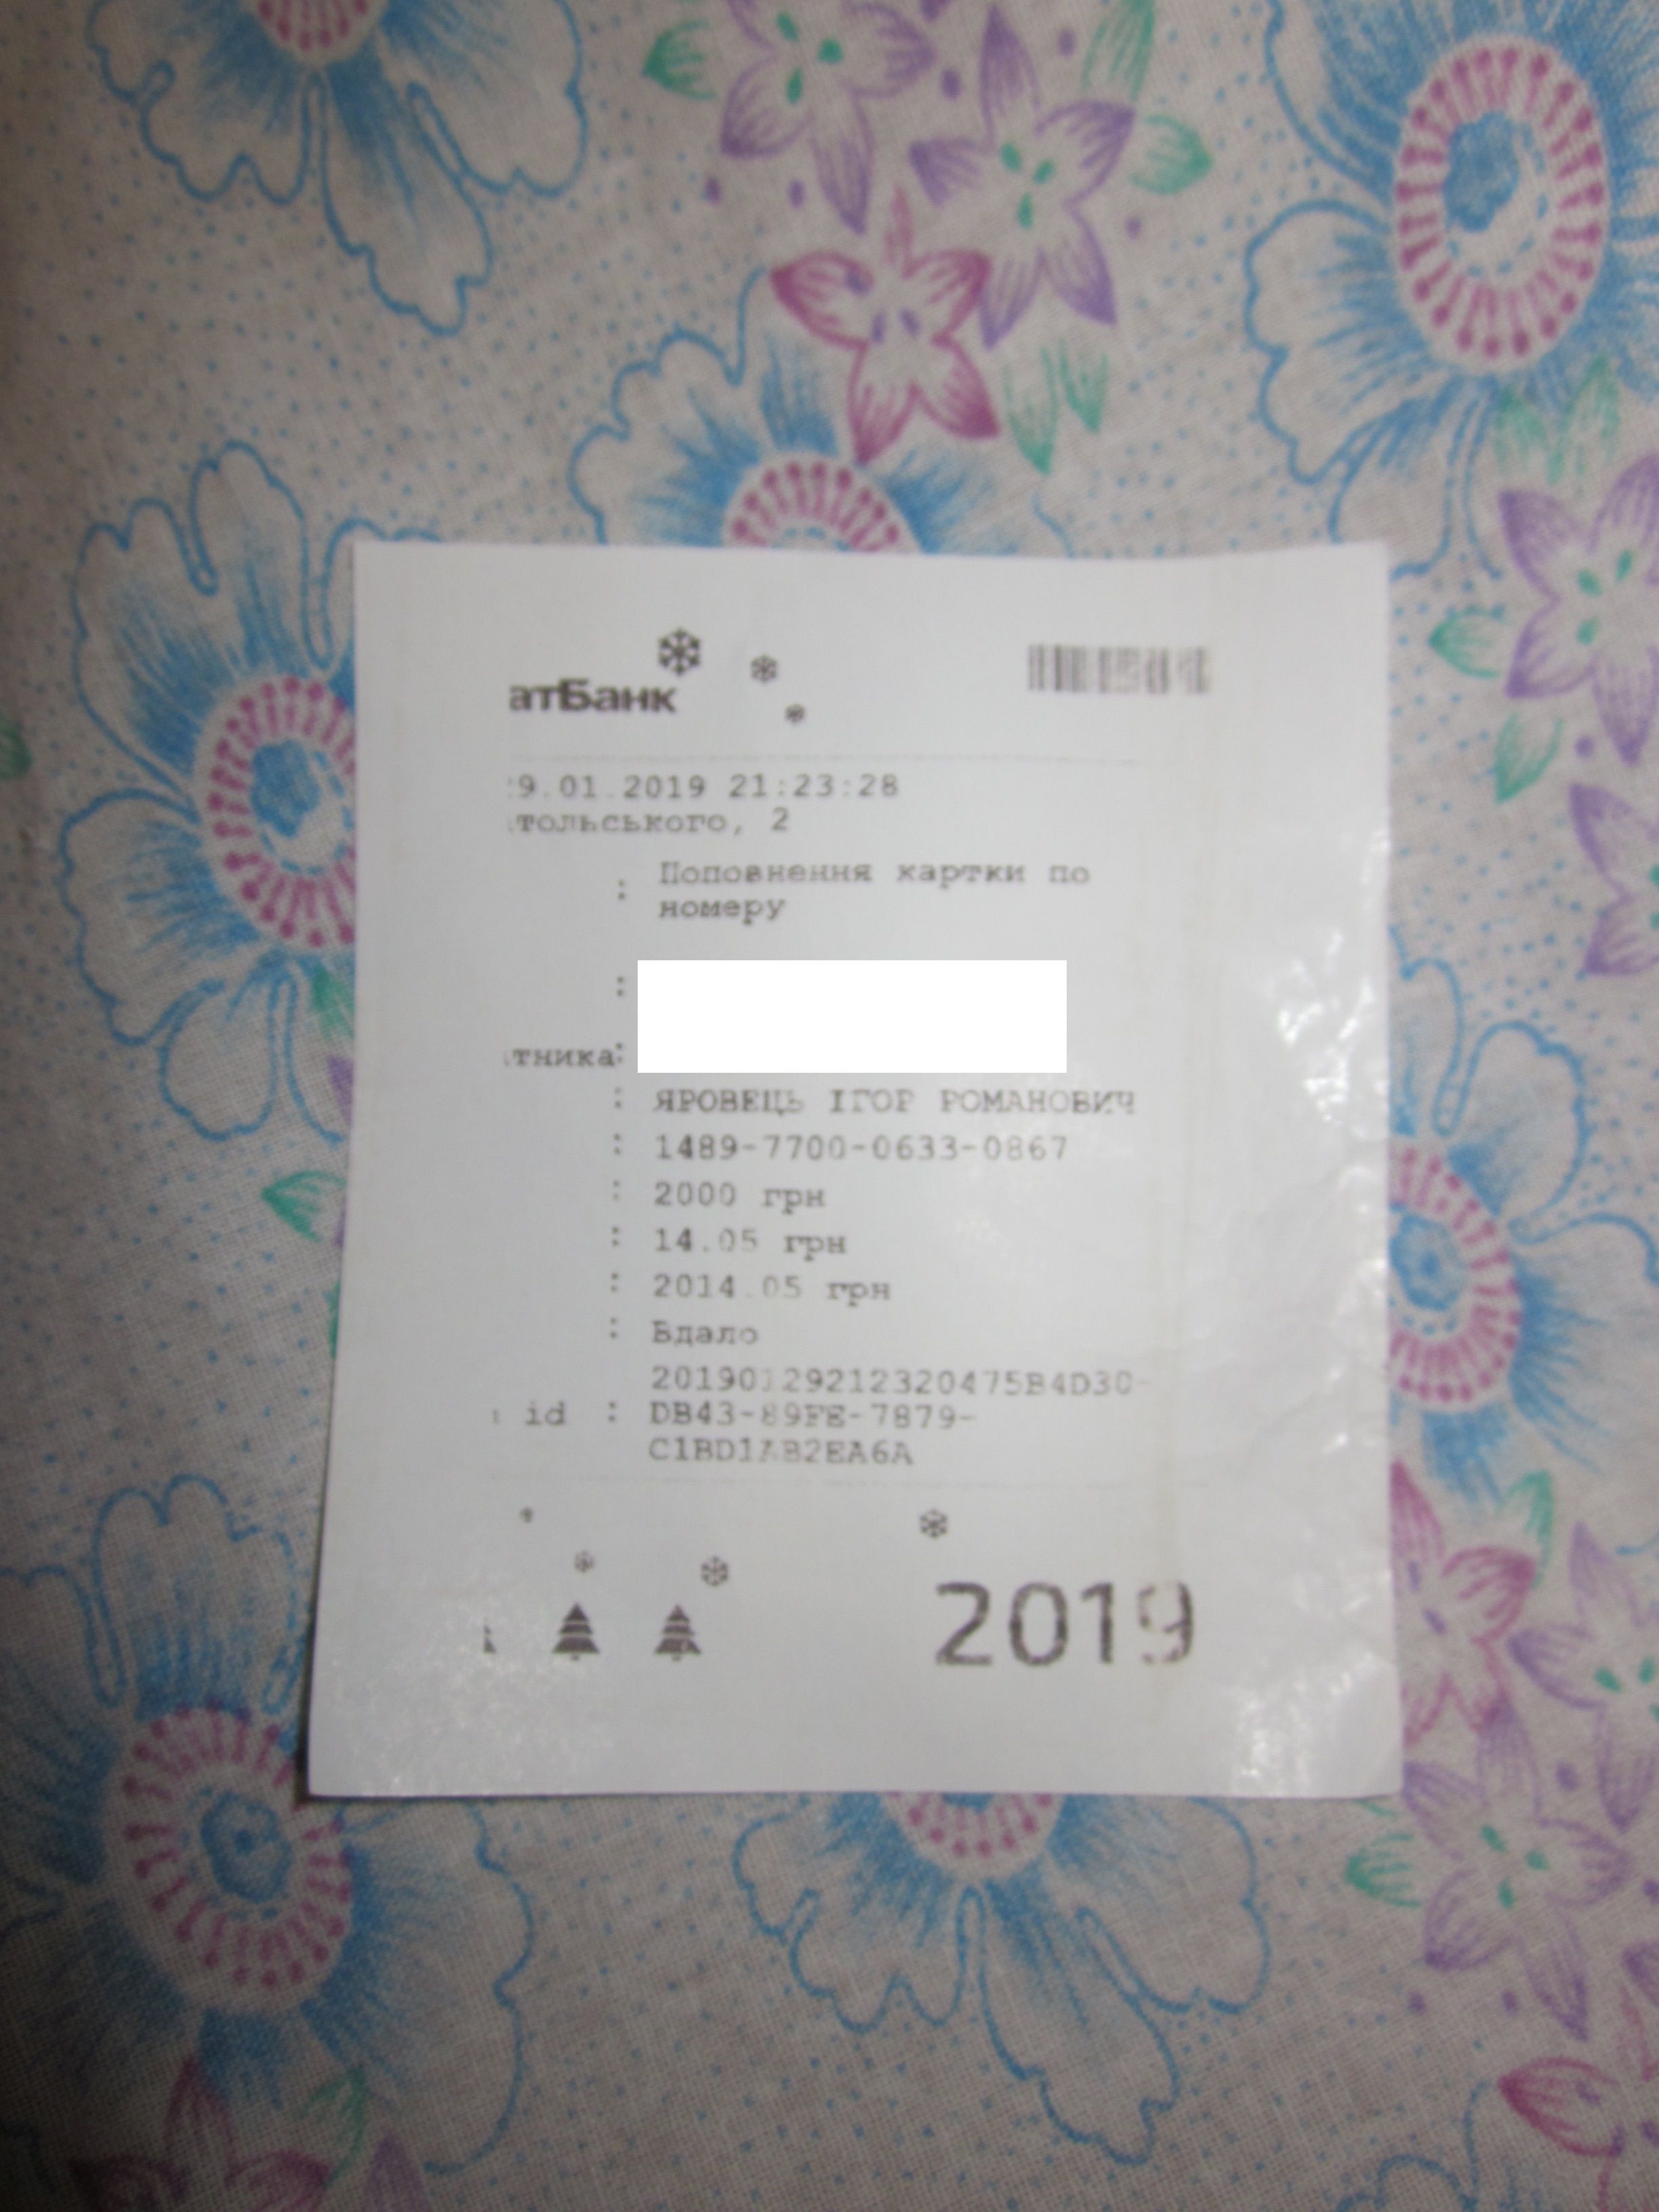 атБанк
9.01.2019 21:23:28
тольського, 2
: Поповнення картки по
номеру
:
тника:
: ЯРОВЕЦЬ ІГОР РОМАНОВИЧ
: 1489-7700-0633-0867
: 2000 грн
: 14.05 грн
: 2014.05 грн
: Вдало
20190129212320475B4D30-
id : DB43-89FE-7879-
C1BD1AB2EA6A
2019